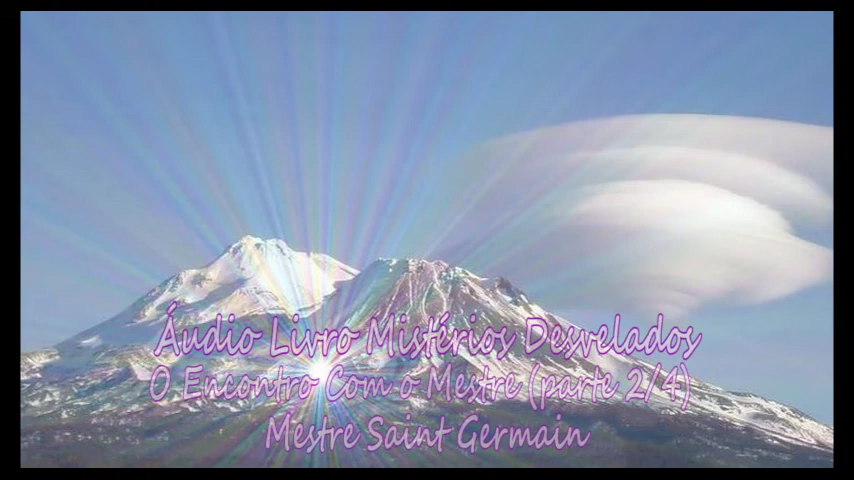 Áudio Livro Mistérios Desvelados
O Encontro Com o Mestre (parte 2/4)
Mestre Saint Germain